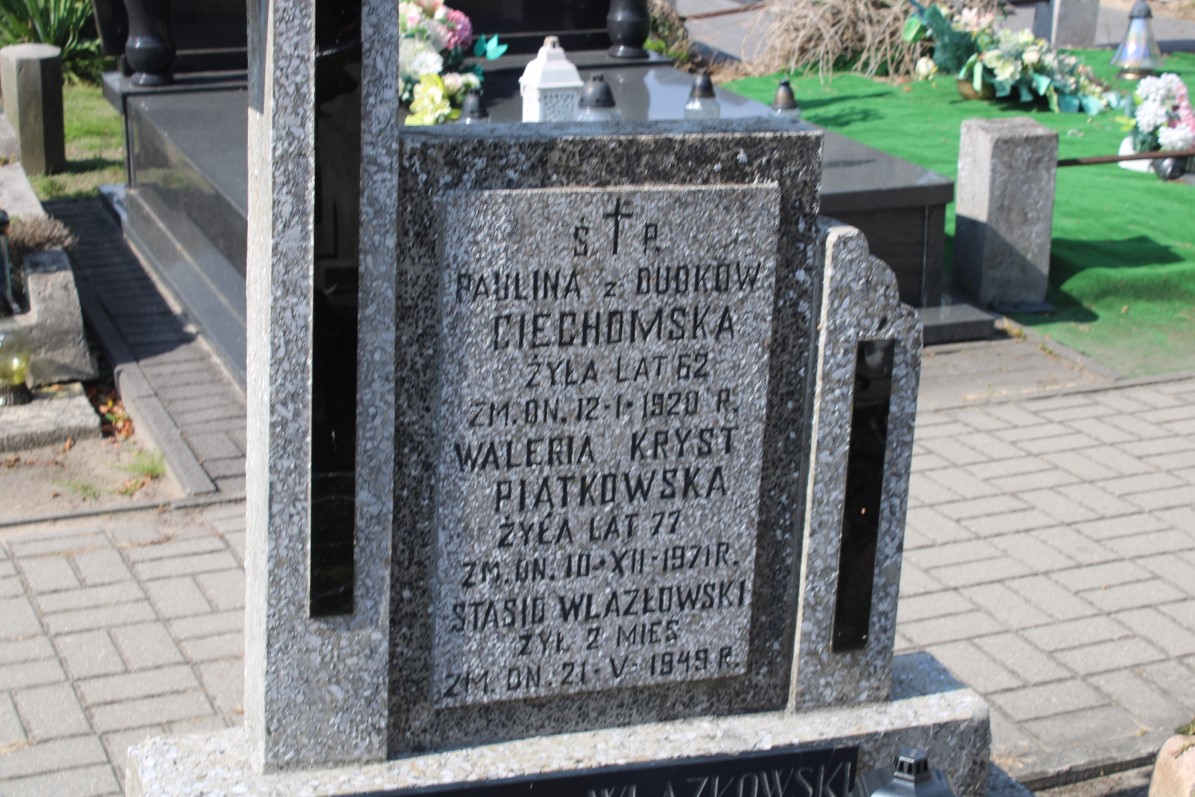 Ś P.
PAULINA z DUDKÓW
CIECHOMSKA
ŻYŁA LAT 62
ZM. DN. 12-I-1920 R.
WALERIA KRYST
PIĄTKOWSKA
ŻYŁA LAT 77
ZM. DN. 10-XII-1971 R.
STASIO WLAZŁOWSKI
ŻYŁ 2 MIES
ZM. DN. 21-V-1949 R.